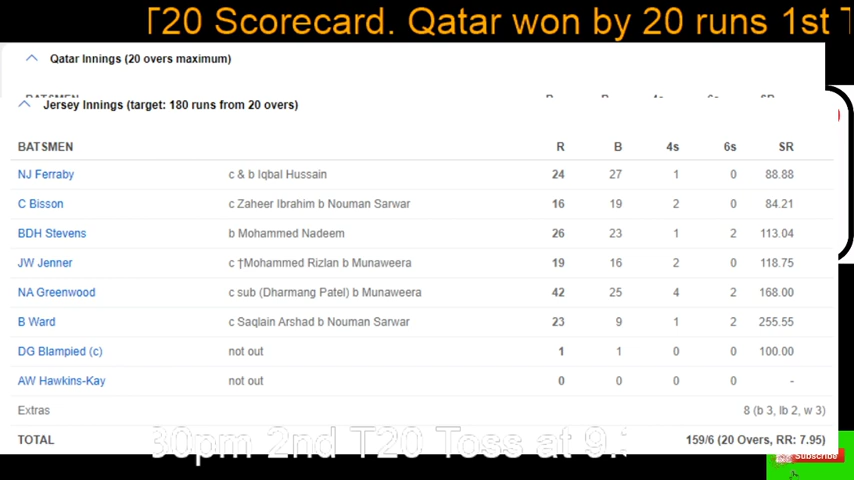 T20 Scorecard. Qatar won by 20 runs 1st T
Qatar Innings (20 overs maximum)
BATSMEN R B 4s 6s SR
Jersey Innings (target: 180 runs from 20 overs)
BATSMEN R B 4s 6s SR
NJ Ferraby c & b Iqbal Hussain 24 27 1 0 88.88
C Bisson c Zaheer Ibrahim b Nouman Sarwar 16 19 2 0 84.21
BDH Stevens b Mohammed Nadeem 26 23 1 2 113.04
JW Jenner c †Mohammed Rizlan b Munaweera 19 16 2 0 118.75
NA Greenwood c sub (Dharmang Patel) b Munaweera 42 25 4 2 168.00
B Ward c Saqlain Arshad b Nouman Sarwar 23 9 1 2 255.55
DG Blampied (c) not out 1 1 0 0 100.00
AW Hawkins-Kay not out 0 0 0 0 -
Extras 8 (b 3, lb 2, w 3)
TOTAL 159/6 (20 Overs, RR: 7.95)
30pm 2nd T20 Toss at 9.
Subscribe